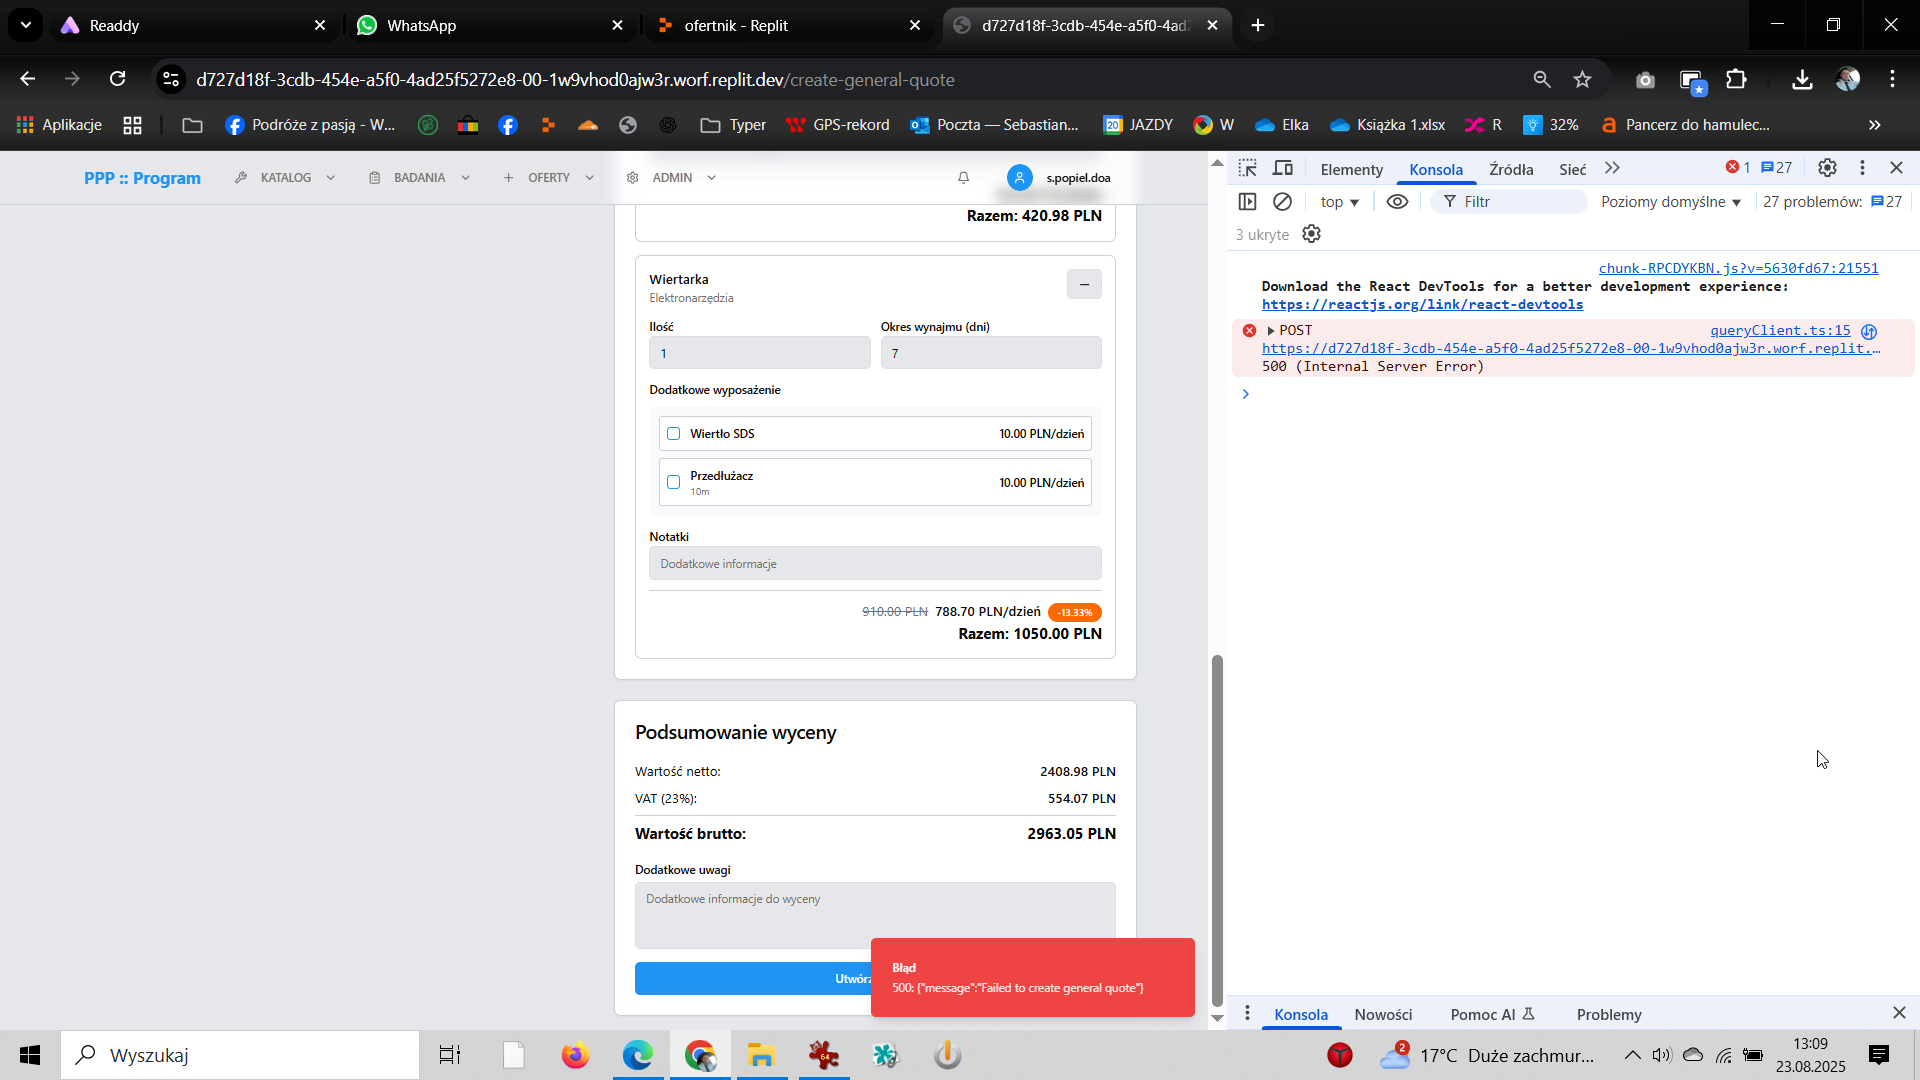 Readdy
WhatsApp
ofertnik - Replit
d727d18f-3cdb-454e-a5f0-4ad2
d727d18f-3cdb-454e-a5f0-4ad25f5272e8-00-1w9vhod0ajw3r.worf.replit.dev/create-general-quote
Aplikacje
Podróże z pasją - W...
Typer
GPS-rekord
Poczta — Sebastian...
20
JAZDY
W
Elka
Książka 1.xlsx
R
32%
Pancerz do hamulec...
PPP :: Program
KATALOG
BADANIA
OFERTY
ADMIN
s.popiel.doa
Razem: 420.98 PLN
Wiertarka
Elektronarzędzia
Ilość
Okres wynajmu (dni)
1
7
Dodatkowe wyposażenie
Wiertło SDS
10.00 PLN/dzień
Przedłużacz
10m
10.00 PLN/dzień
Notatki
Dodatkowe informacje
910.00 PLN 788.70 PLN/dzień -13.33%
Razem: 1050.00 PLN
Podsumowanie wyceny
Wartość netto: 2408.98 PLN
VAT (23%): 554.07 PLN
Wartość brutto: 2963.05 PLN
Dodatkowe uwagi
Dodatkowe informacje do wyceny
Utwórz
Błąd
500: {"message":"Failed to create general quote"}
Elementy
Konsola
Źródła
Sieć
1
27
top
Filtr
Poziomy domyślne
27 problemów: 27
3 ukryte
chunk-RPCDYKBN.js?v=5630fd67:21551
Download the React DevTools for a better development experience:
https://reactjs.org/link/react-devtools
POST queryClient.ts:15
https://d727d18f-3cdb-454e-a5f0-4ad25f5272e8-00-1w9vhod0ajw3r.worf.replit.…
500 (Internal Server Error)
Konsola
Nowości
Pomoc AI
Problemy
Wyszukaj
64
2
17°C Duże zachmur...
13:09
23.08.2025